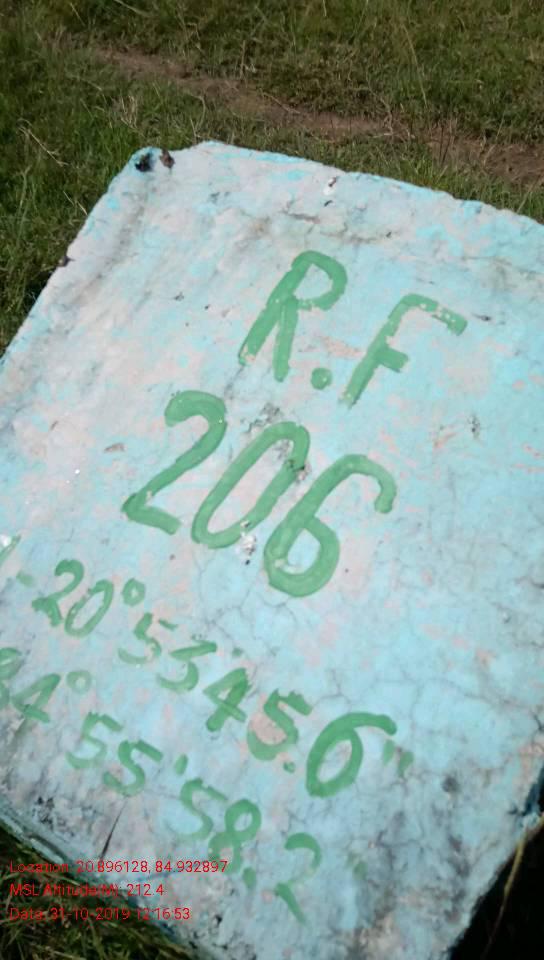 R.F
206
20° 53' 45.6"
84° 55' 58.2
Location: 20.896128, 84.932897
MSL Altitude(M): 212.4
Data: 31-10-2019 12:16:53